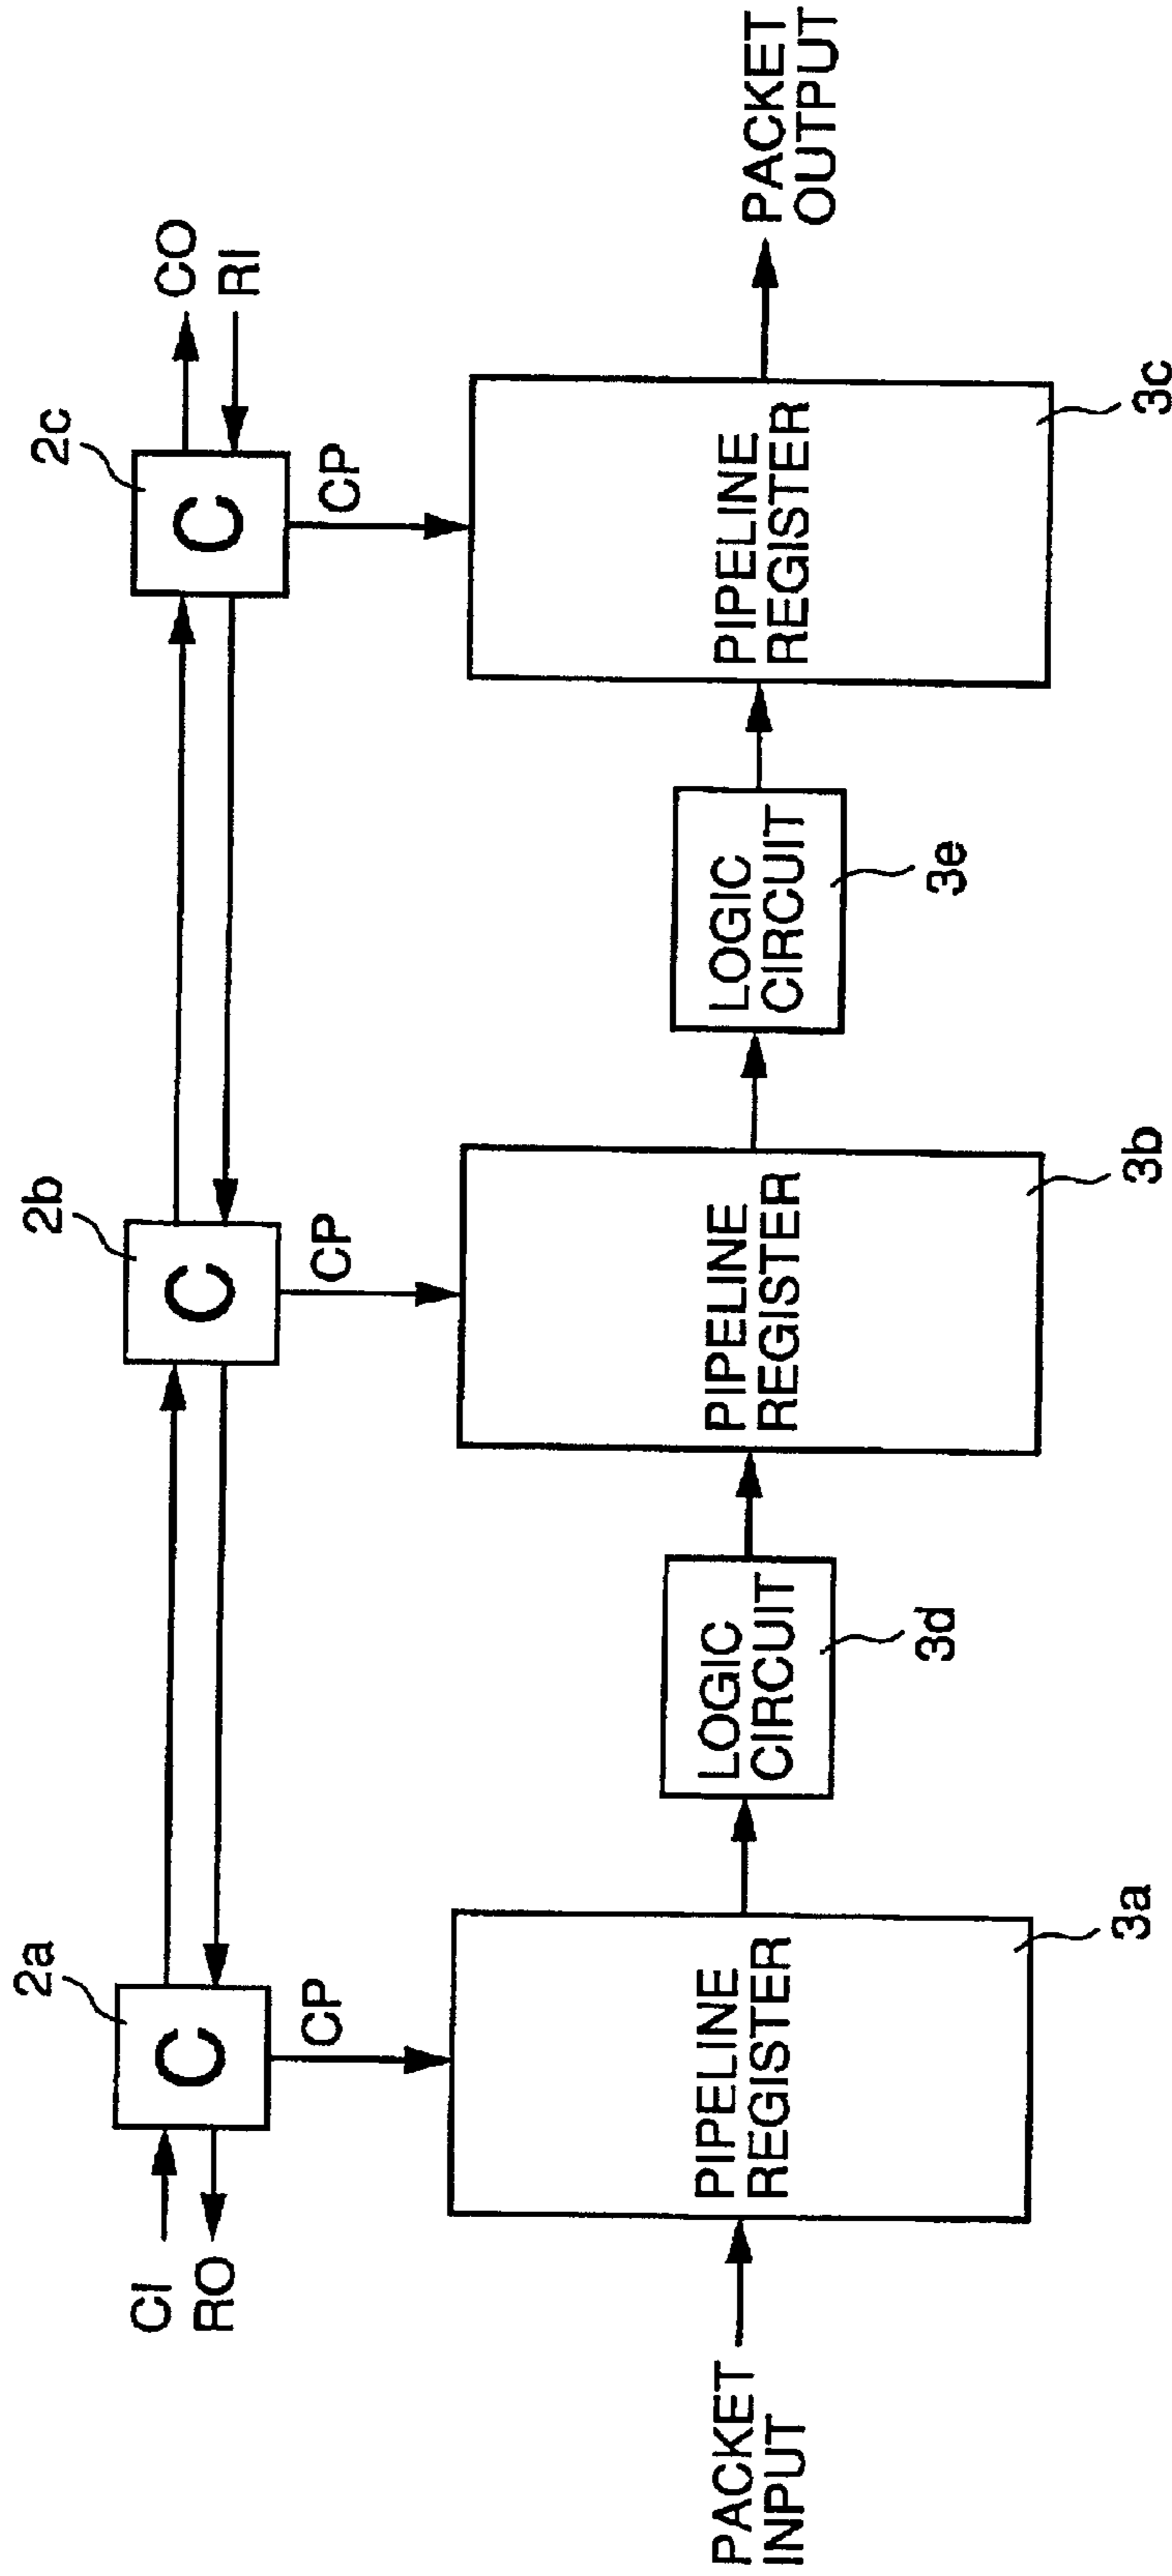 2a
2b
2c
CI
RO
C
C
C
CO
RI
CP
CP
CP
PACKET
INPUT
PIPELINE
REGISTER
LOGIC
CIRCUIT
PIPELINE
REGISTER
LOGIC
CIRCUIT
PIPELINE
REGISTER
PACKET
OUTPUT
3a
3d
3b
3e
3c